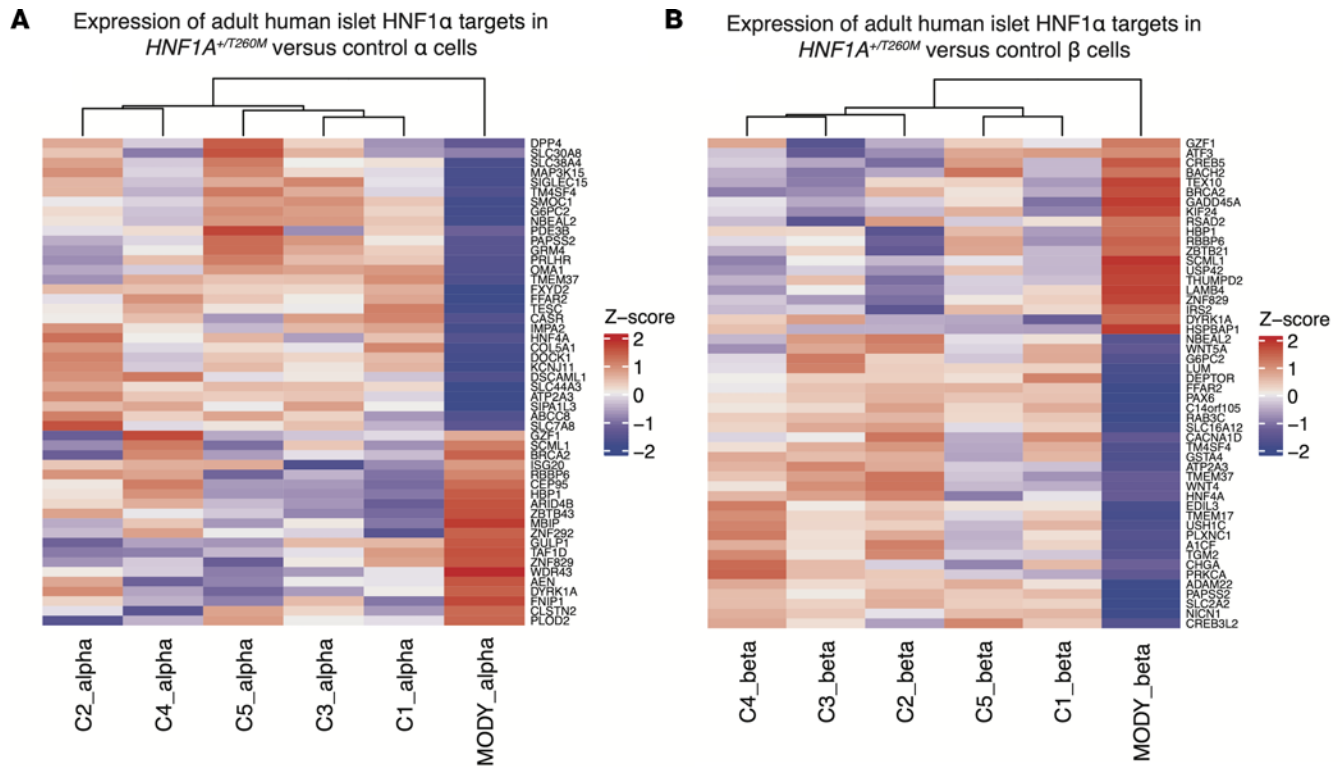 A
Expression of adult human islet HNF1α targets in
HNF1A+/T260M versus control α cells
DPP4
SLC30A8
SLC38A4
MAP3K15
SIGLEC15
TM4SF4
SMOC1
G6PC2
NBEAL2
PDE3B
PAPSS2
GRM4
PRLHR
OMA1
TMEM37
FXYD2
FFAR2
TESC
CASR
IMPA2
HNF4A
COL5A1
DOCK1
KCNJ11
DSCAML1
SLC44A3
ATP2A3
SIPA1L3
ABCC8
SLC7A8
GZF1
SCML1
BRCA2
ISG20
RBBP6
CEP95
HBP1
ARID4B
ZBTB43
MBIP
ZNF292
GULP1
TAF1D
ZNF829
WDR43
AEN
DYRK1A
FNIP1
CLSTN2
PLOD2
Z-score
2
1
0
−1
−2
C2_alpha
C4_alpha
C5_alpha
C3_alpha
C1_alpha
MODY_alpha
B
Expression of adult human islet HNF1α targets in
HNF1A+/T260M versus control β cells
GZF1
ATF3
CREB5
BACH2
TEX10
BRCA2
GADD45A
KIF24
RSAD2
HBP1
RBBP6
ZBTB21
SCML1
USP42
THUMPD2
LAMB4
ZNF829
IRS2
DYRK1A
HSPBAP1
NBEAL2
WNT5A
G6PC2
LUM
DEPTOR
FFAR2
PAX6
C14orf105
RAB3C
SLC16A12
CACNA1D
TM4SF4
GSTA4
ATP2A3
TMEM37
WNT4
HNF4A
EDIL3
TMEM17
USH1C
PLXNC1
A1CF
TGM2
CHGA
PRKCA
ADAM22
PAPSS2
SLC2A2
NICN1
CREB3L2
Z-score
2
1
0
−1
−2
C4_beta
C3_beta
C2_beta
C5_beta
C1_beta
MODY_beta